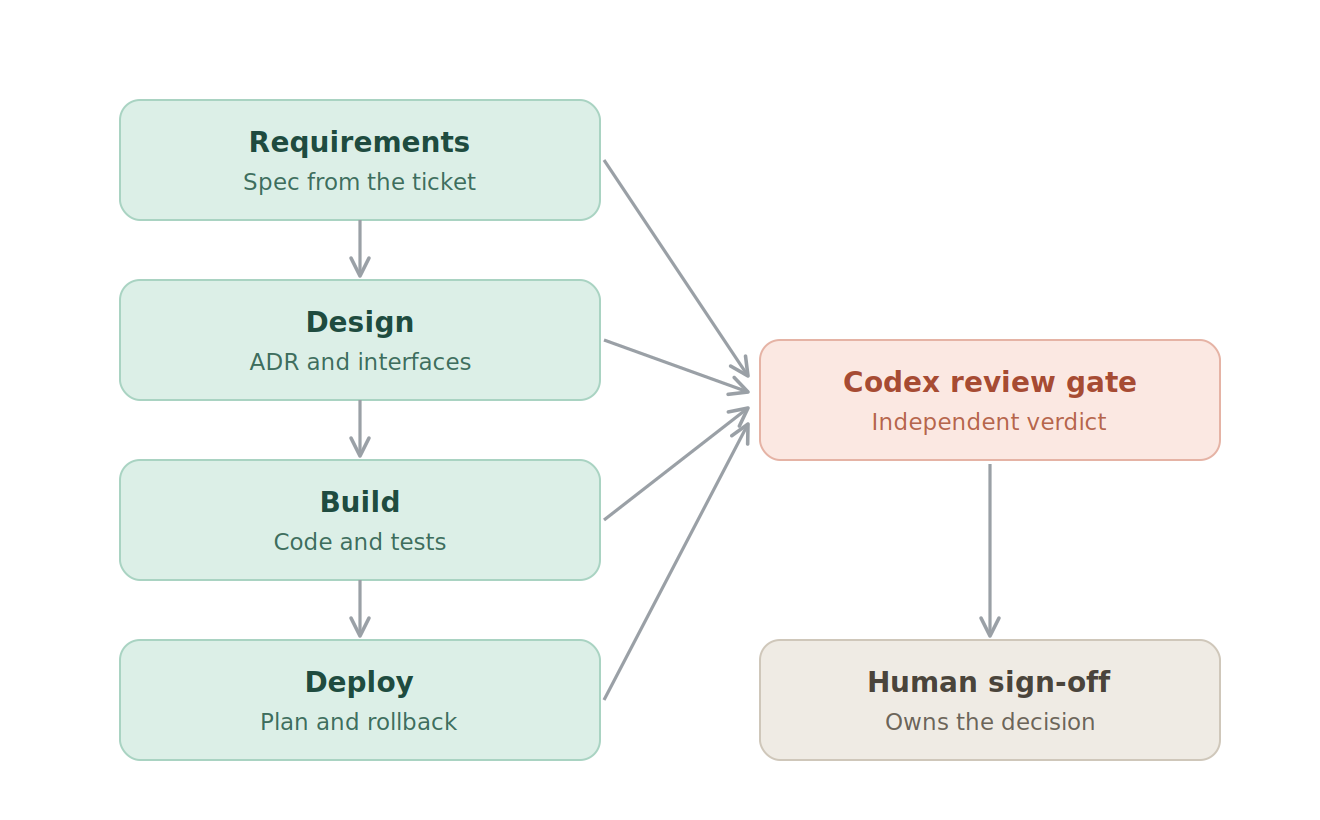 Requirements
Spec from the ticket
Design
ADR and interfaces
Build
Code and tests
Deploy
Plan and rollback
Codex review gate
Independent verdict
Human sign-off
Owns the decision